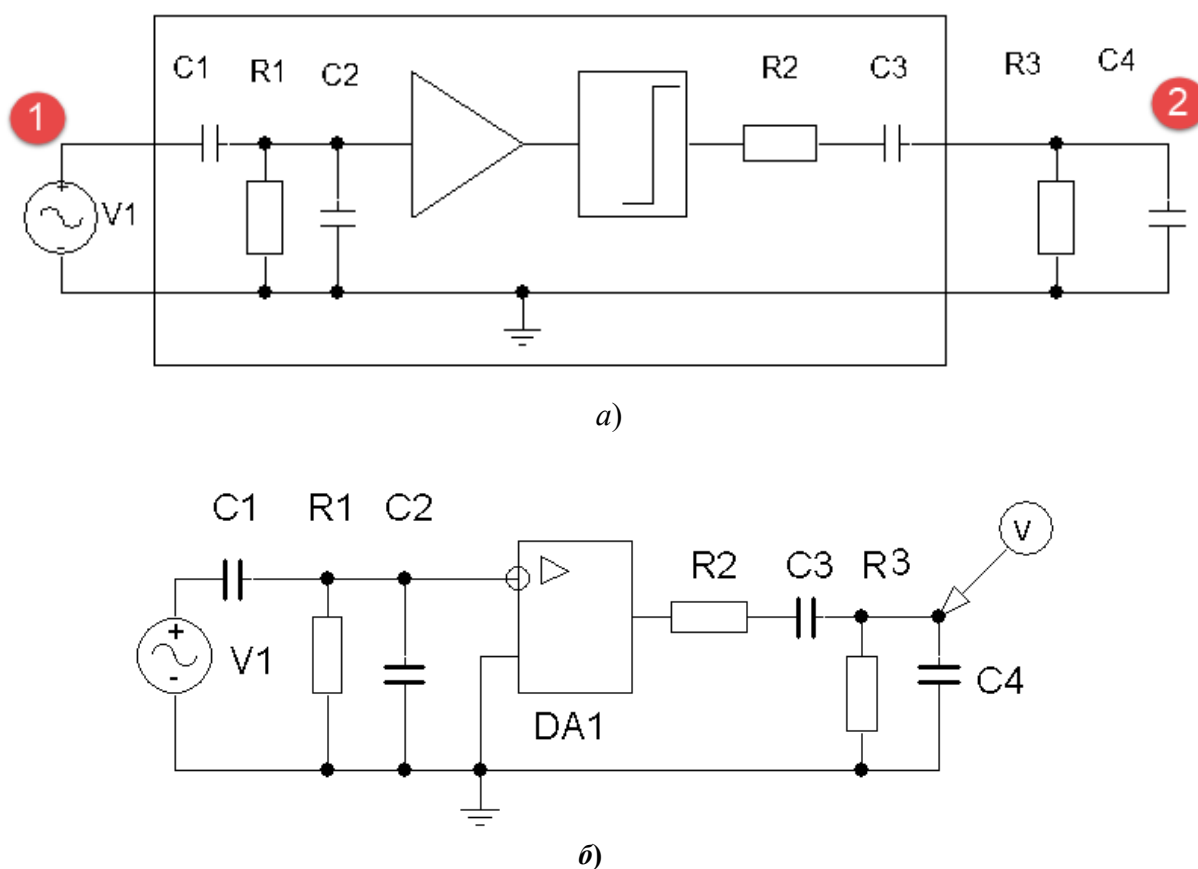 C1 R1 C2 R2 C3 R3 C4
1 2
V1
а)
C1 R1 C2 V
R2 C3 R3
V1
C4
DA1
б)